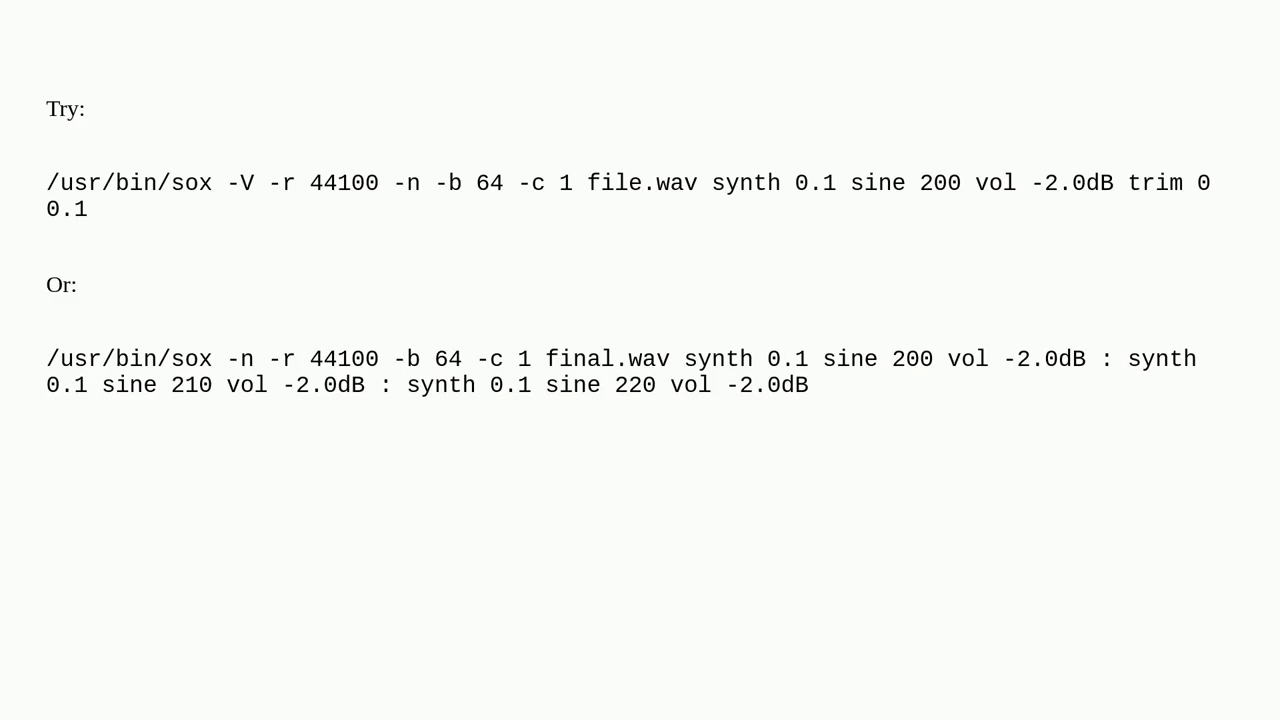 Try:
/usr/bin/sox -V -r 44100 -n -b 64 -c 1 file.wav synth 0.1 sine 200 vol -2.0dB trim 0
0.1
Or:
/usr/bin/sox -n -r 44100 -b 64 -c 1 final.wav synth 0.1 sine 200 vol -2.0dB : synth
0.1 sine 210 vol -2.0dB : synth 0.1 sine 220 vol -2.0dB